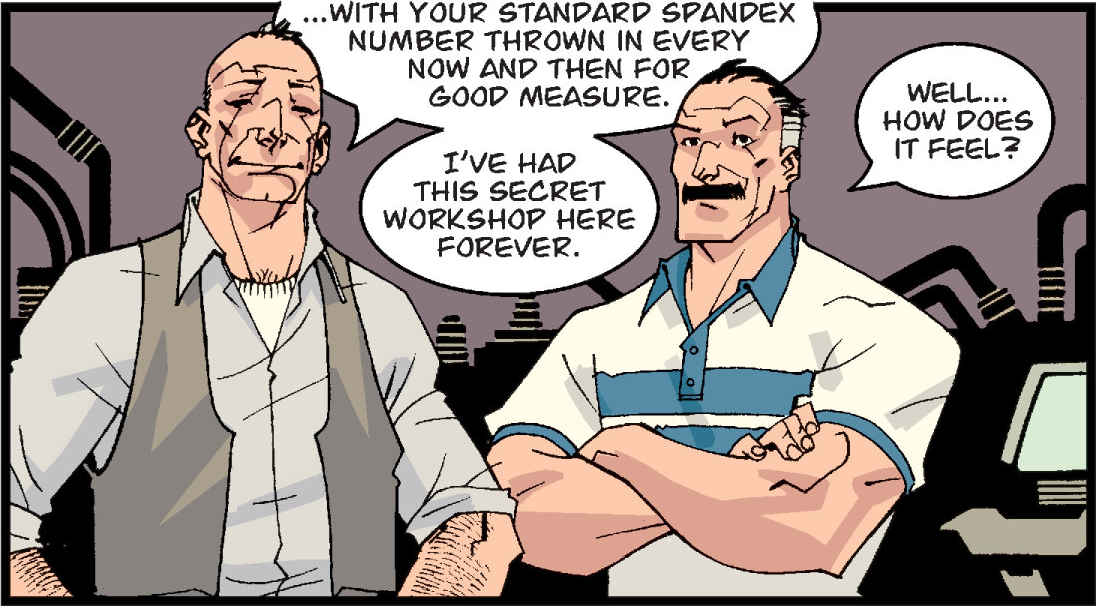 ...WITH YOUR STANDARD SPANDEX
NUMBER THROWN IN EVERY
NOW AND THEN FOR
GOOD MEASURE.
I'VE HAD
THIS SECRET
WORKSHOP HERE
FOREVER.
WELL...
HOW DOES
IT FEEL?